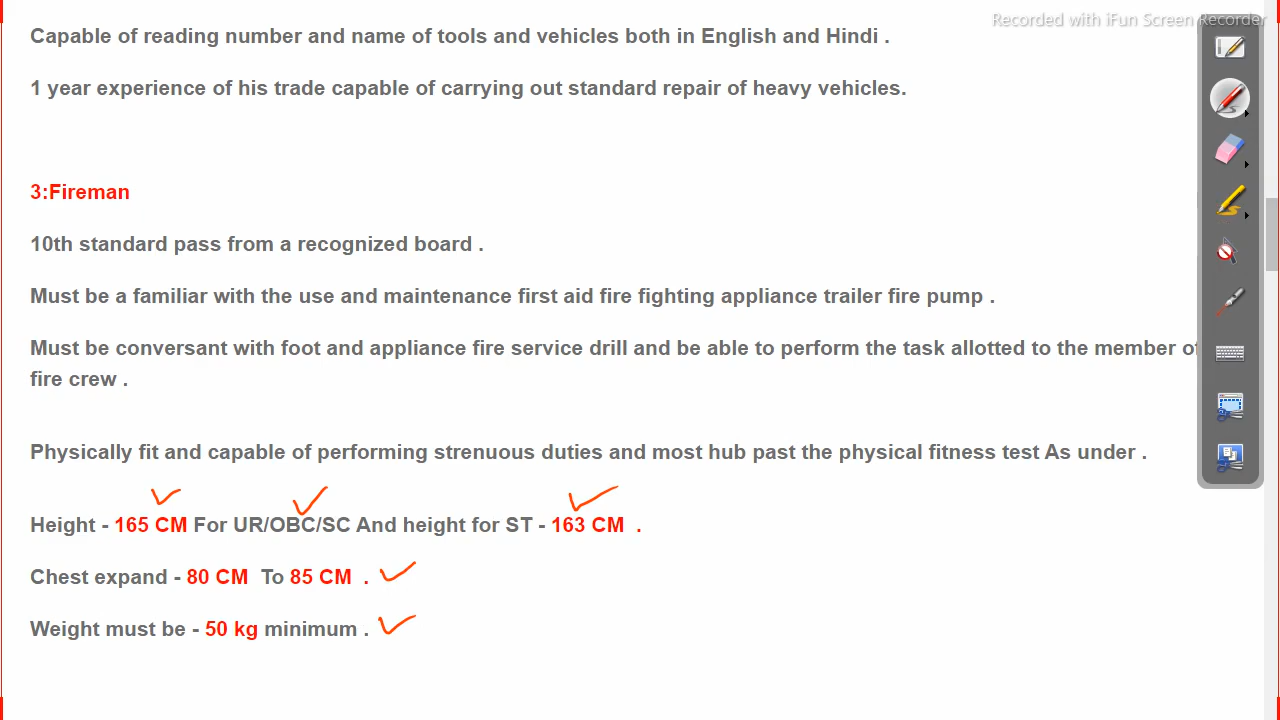 Recorded with iFun Screen Recorder
Capable of reading number and name of tools and vehicles both in English and Hindi .
1 year experience of his trade capable of carrying out standard repair of heavy vehicles.
3:Fireman
10th standard pass from a recognized board .
Must be a familiar with the use and maintenance first aid fire fighting appliance trailer fire pump .
Must be conversant with foot and appliance fire service drill and be able to perform the task allotted to the member of
fire crew .
Physically fit and capable of performing strenuous duties and most hub past the physical fitness test As under .
Height - 165 CM For UR/OBC/SC And height for ST - 163 CM .
Chest expand - 80 CM To 85 CM .
Weight must be - 50 kg minimum .